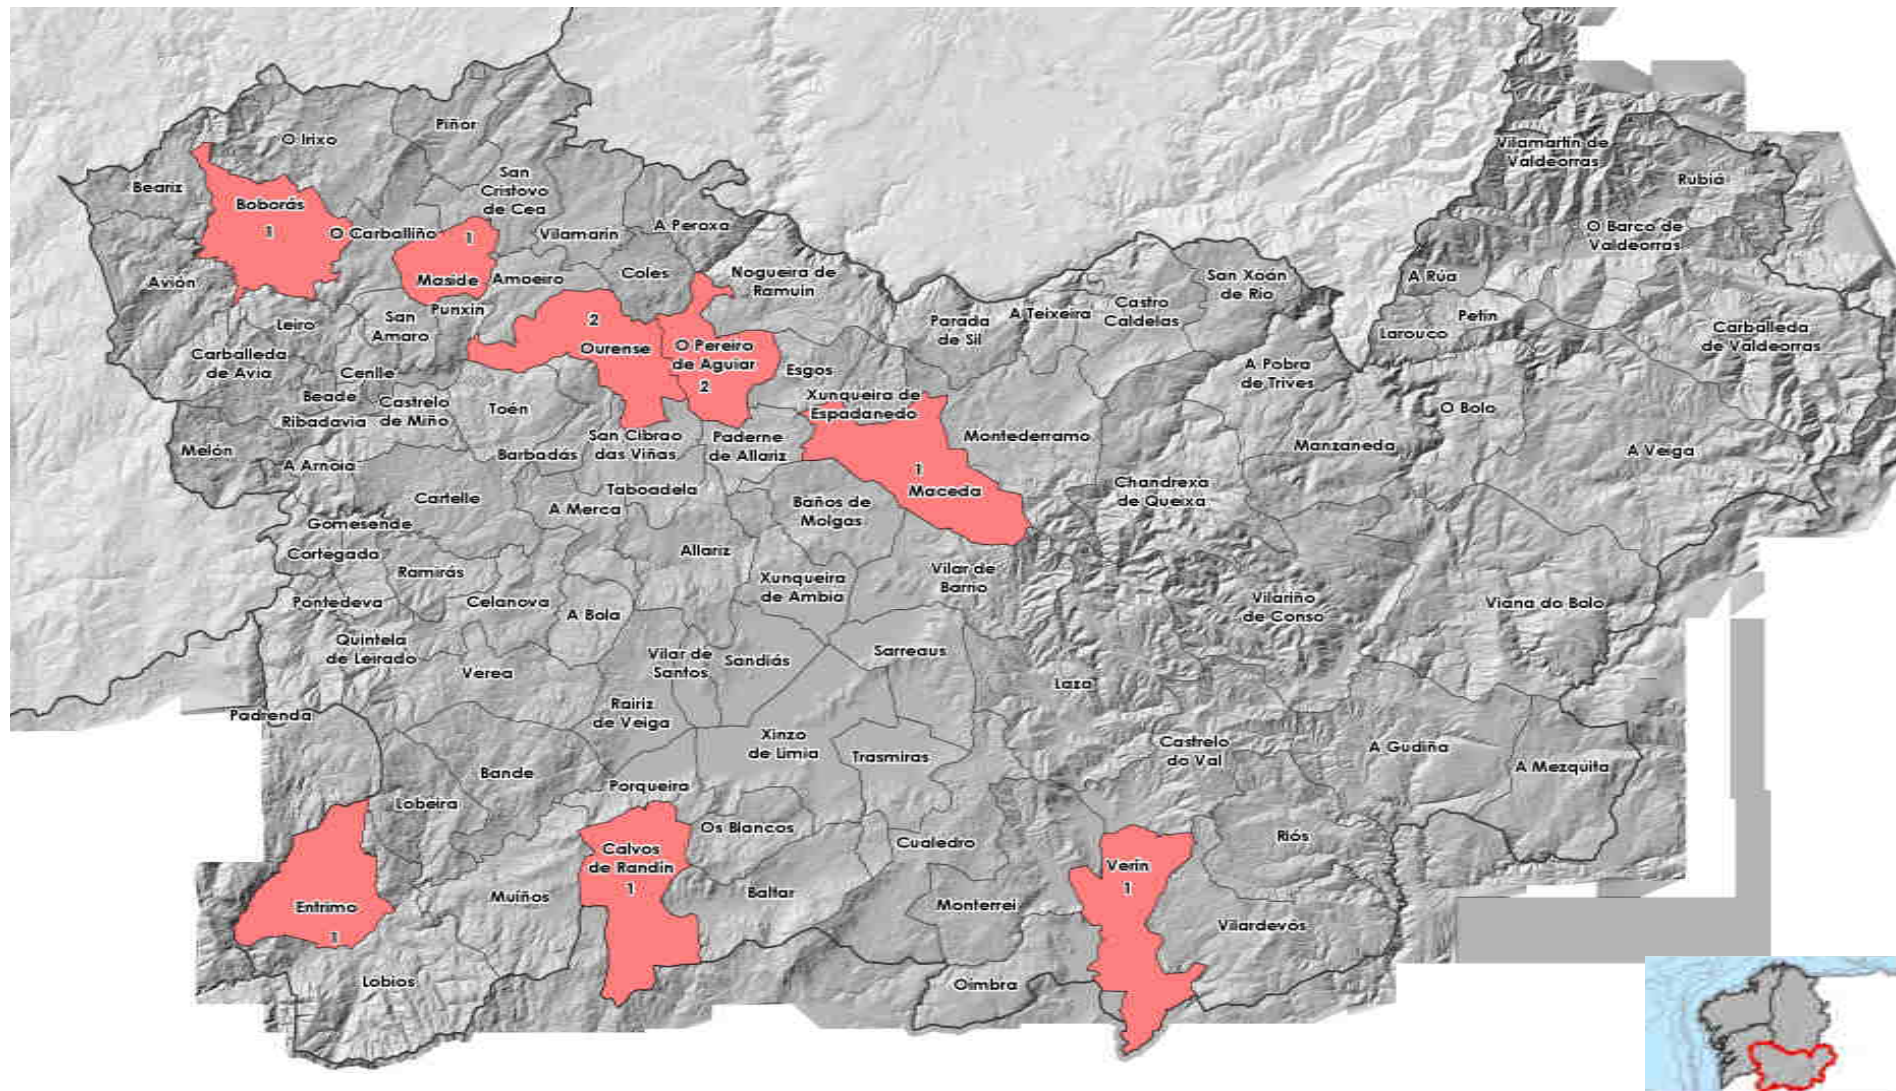 Piñor
O Irixo
Vilamartín de
Valdeorras
San
Cristovo
de Cea
Rubiá
Beariz
Boborás
1
O Carballiño
1
Vilamarín
A Peroxa
O Barco de
Valdeorras
Avión
Maside
Amoeiro
Coles
Nogueira de
Ramuín
San Xoán
de Río
A Rúa
Punxín
Leiro
San
Amaro
2
Ourense
O Pereiro
de Aguiar
2
Parada
de Sil
A Teixeira
Castro
Caldelas
Petín
Larouco
Carballeda
de Valdeorras
Carballeda
de Avia
Cenlle
Esgos
A Pobra
de Trives
Beade
Castrelo
de Miño
Toén
Xunqueira de
Espadanedo
O Bolo
Ribadavia
Melón
San Cibrao
das Viñas
Paderne
de Allariz
Montederramo
Manzaneda
A Veiga
A Arnoia
Barbadás
1
Maceda
Cartelle
Taboadela
A Merca
Baños de
Molgas
Chandrexa
de Queixa
Gomesende
Cortegada
Ramirás
Allariz
Xunqueira
de Ambía
Vilar de
Barrio
Pontedeva
Celanova
A Bola
Vilariño
de Conso
Viana do Bolo
Quintela
de Leirado
Verea
Vilar de
Santos
Sandiás
Sarreaus
Laza
Padrenda
Rairiz
de Veiga
Xinzo
de Limia
Trasmiras
Castrelo
do Val
A Gudiña
A Mezquita
Bande
Porqueira
Lobeira
Os Blancos
Cualedro
Riós
Calvos
de Randín
1
Verín
1
Entrimo
1
Muíños
Baltar
Monterrei
Vilardevós
Lobios
Oímbra